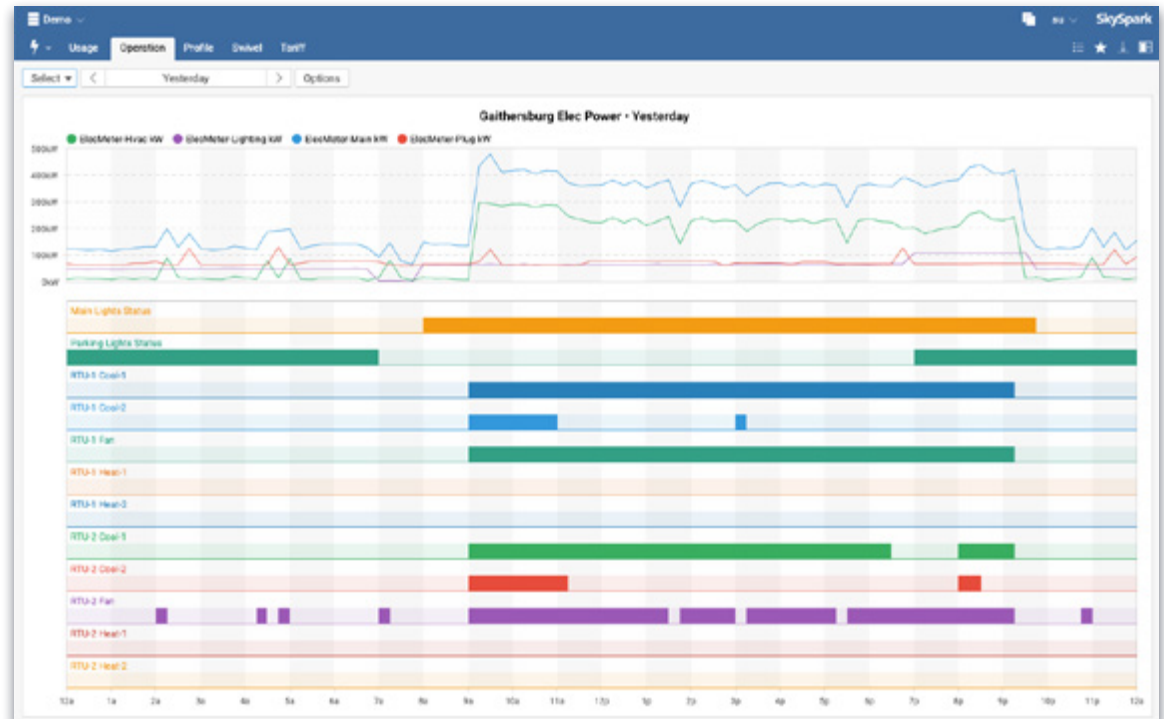 Demo
su
SkySpark
Usage Operation Profile Swivel Tariff
Select Yesterday Options
Gaithersburg Elec Power • Yesterday
ElecMeter-Hvac kW ElecMeter-Lighting kW ElecMeter-Main kW ElecMeter-Plug kW
500kW
400kW
300kW
200kW
100kW
0kW
Main Lights Status
Parking Lights Status
RTU-1 Cool-1
RTU-1 Cool-2
RTU-1 Fan
RTU-1 Heat-1
RTU-1 Heat-2
RTU-2 Cool-1
RTU-2 Cool-2
RTU-2 Fan
RTU-2 Heat-1
RTU-2 Heat-2
12a 1a 2a 3a 4a 5a 6a 7a 8a 9a 10a 11a 12p 1p 2p 3p 4p 5p 6p 7p 8p 9p 10p 11p 12a